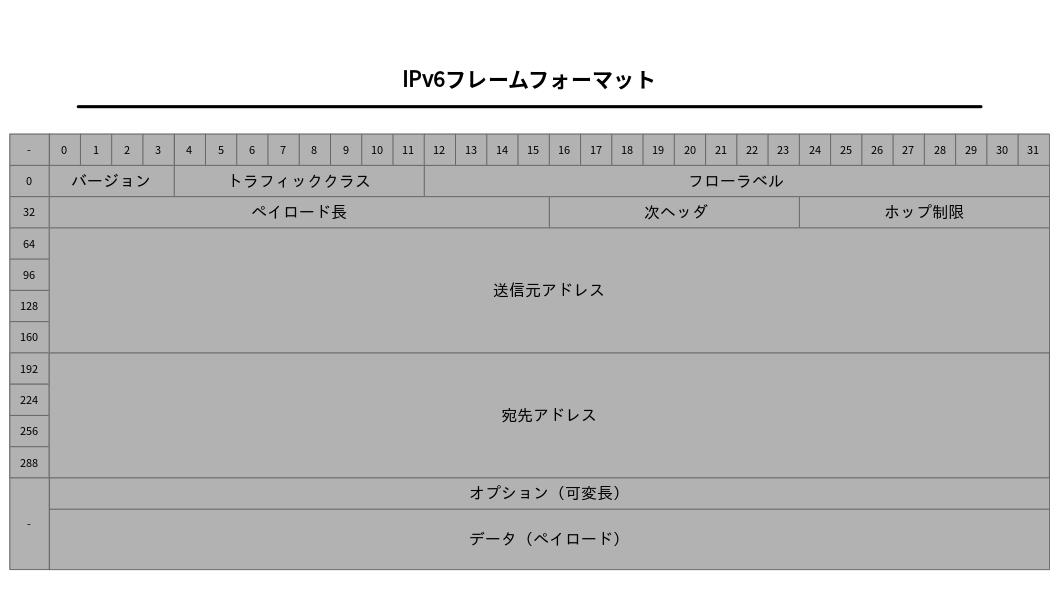 IPv6フレームフォーマット
- 0 1 2 3 4 5 6 7 8 9 10 11 12 13 14 15 16 17 18 19 20 21 22 23 24 25 26 27 28 29 30 31
0 バージョン トラフィッククラス フローラベル
32 ペイロード長 次ヘッダ ホップ制限
64
96
送信元アドレス
128
160
192
224
宛先アドレス
256
288
オプション（可変長）
-
データ（ペイロード）